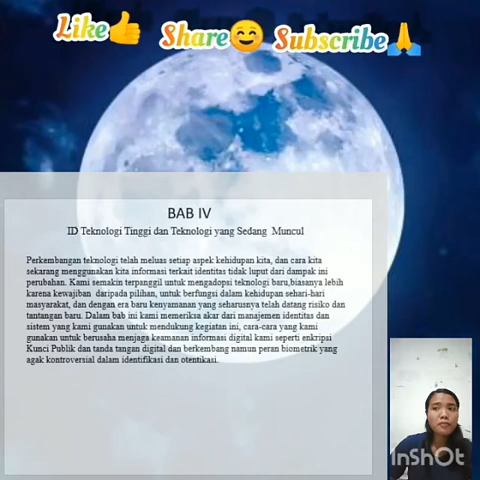 Like👍 Share😊 Subscribe🙏
BAB IV
ID Teknologi Tinggi dan Teknologi yang Sedang Muncul
Perkembangan teknologi telah meluas setiap aspek kehidupan kita, dan cara kita
sekarang menggunakan kita informasi terkait identitas tidak luput dari dampak ini
perubahan. Kami semakin terpanggil untuk mengadopsi teknologi baru,biasanya lebih
karena kewajiban daripada pilihan, untuk berfungsi dalam kehidupan sehari-hari
masyarakat, dan dengan era baru kenyamanan yang seharusnya telah datang risiko dan
tantangan baru. Dalam bab ini kami memeriksa akar dari manajemen identitas dan
sistem yang kami gunakan untuk mendukung kegiatan ini, cara-cara yang kami
gunakan untuk berusaha menjaga keamanan informasi digital kami seperti enkripsi
Kunci Publik dan tanda tangan digital dan berkembang namun peran biometrik yang
agak kontroversial dalam identifikasi dan otentikasi.
InShOt